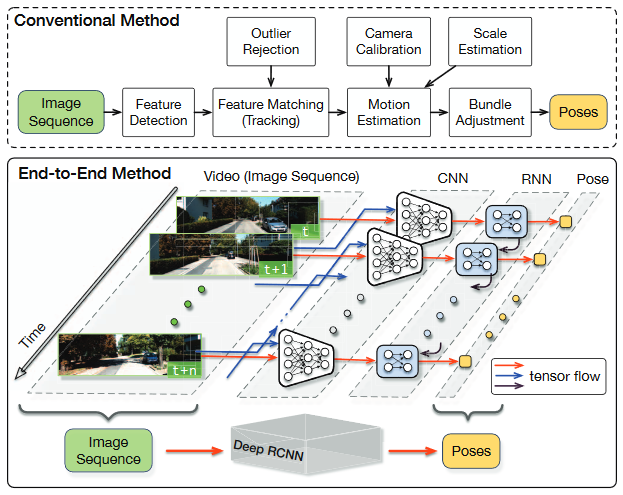 Conventional Method
Outlier
Rejection
Camera
Calibration
Scale
Estimation
Image
Sequence
Feature
Detection
Feature Matching
(Tracking)
Motion
Estimation
Bundle
Adjustment
Poses
End-to-End Method
Video (Image Sequence)
CNN
RNN
Pose
t
t+1
Time
t+n
tensor flow
Image
Sequence
Deep RCNN
Poses